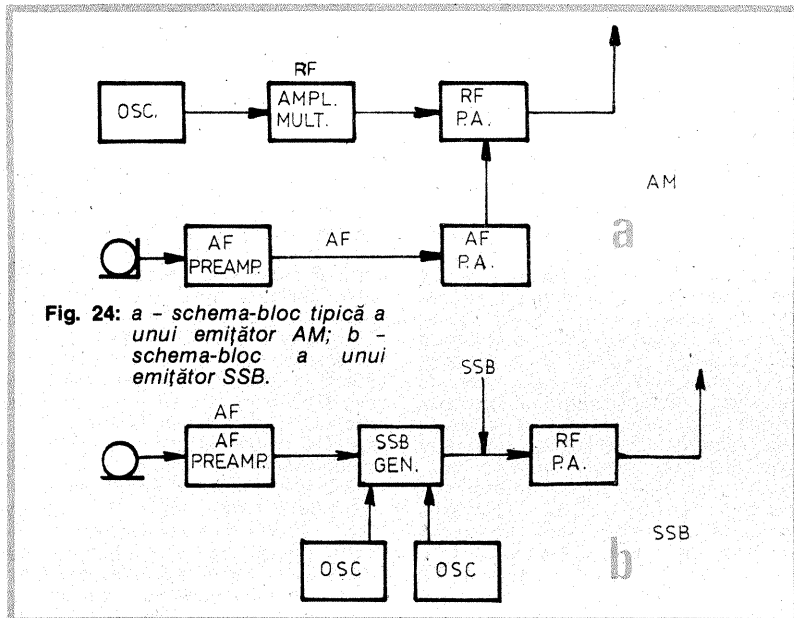 RF
OSC.
AMPL.
MULT.
RF
P.A.
AM
a
AF
PREAMP.
AF
AF
P.A.
Fig. 24: a – schema-bloc tipică a
unui emițător AM; b –
schema-bloc a unui
emițător SSB.
SSB
AF
AF
PREAMP.
SSB
GEN.
RF
P.A.
SSB
b
OSC
OSC